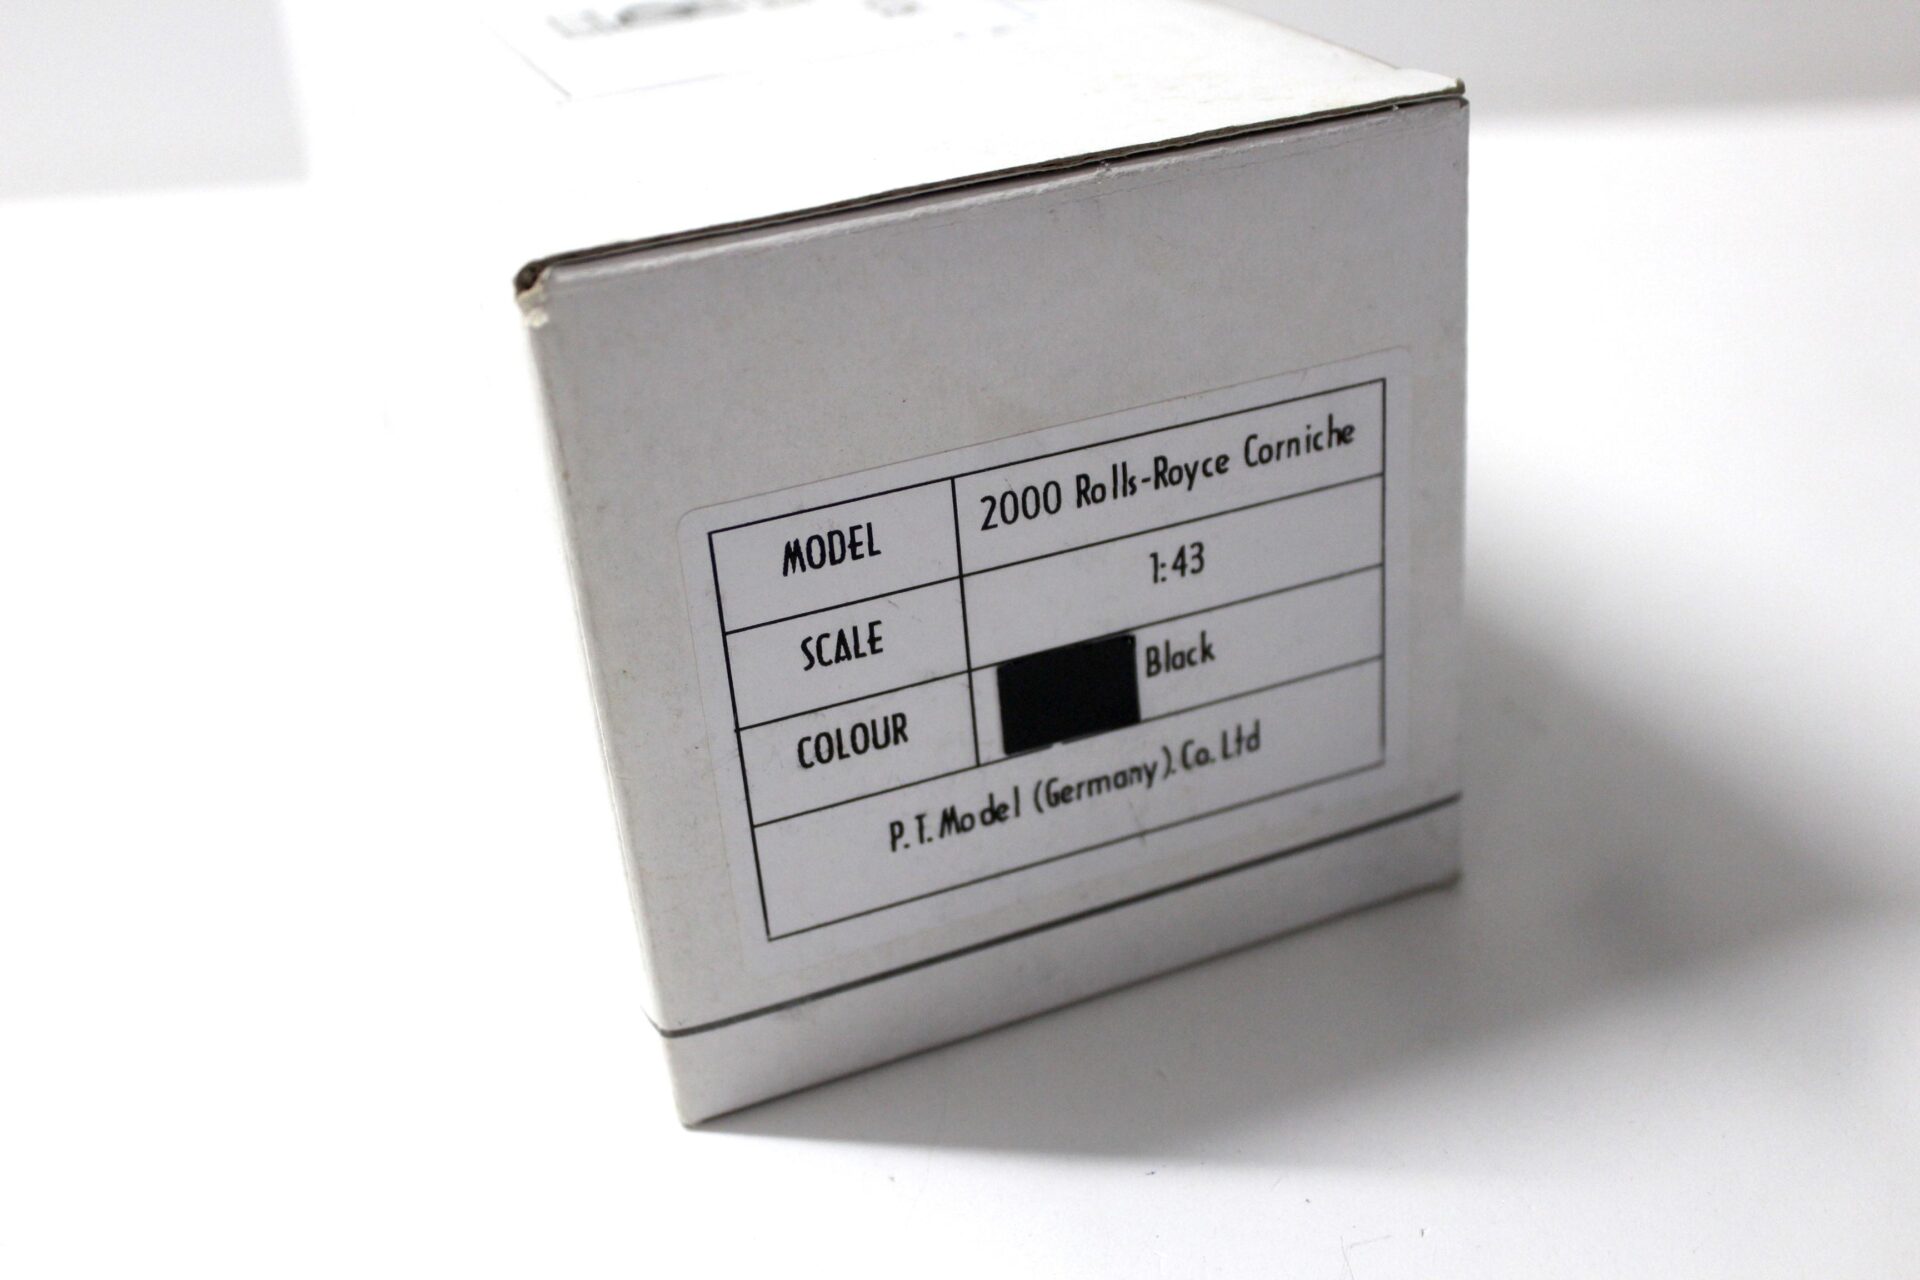 MODEL 2000 Rolls-Royce Corniche
SCALE 1:43
COLOUR Black
P.T.Model (Germany).Co.Ltd